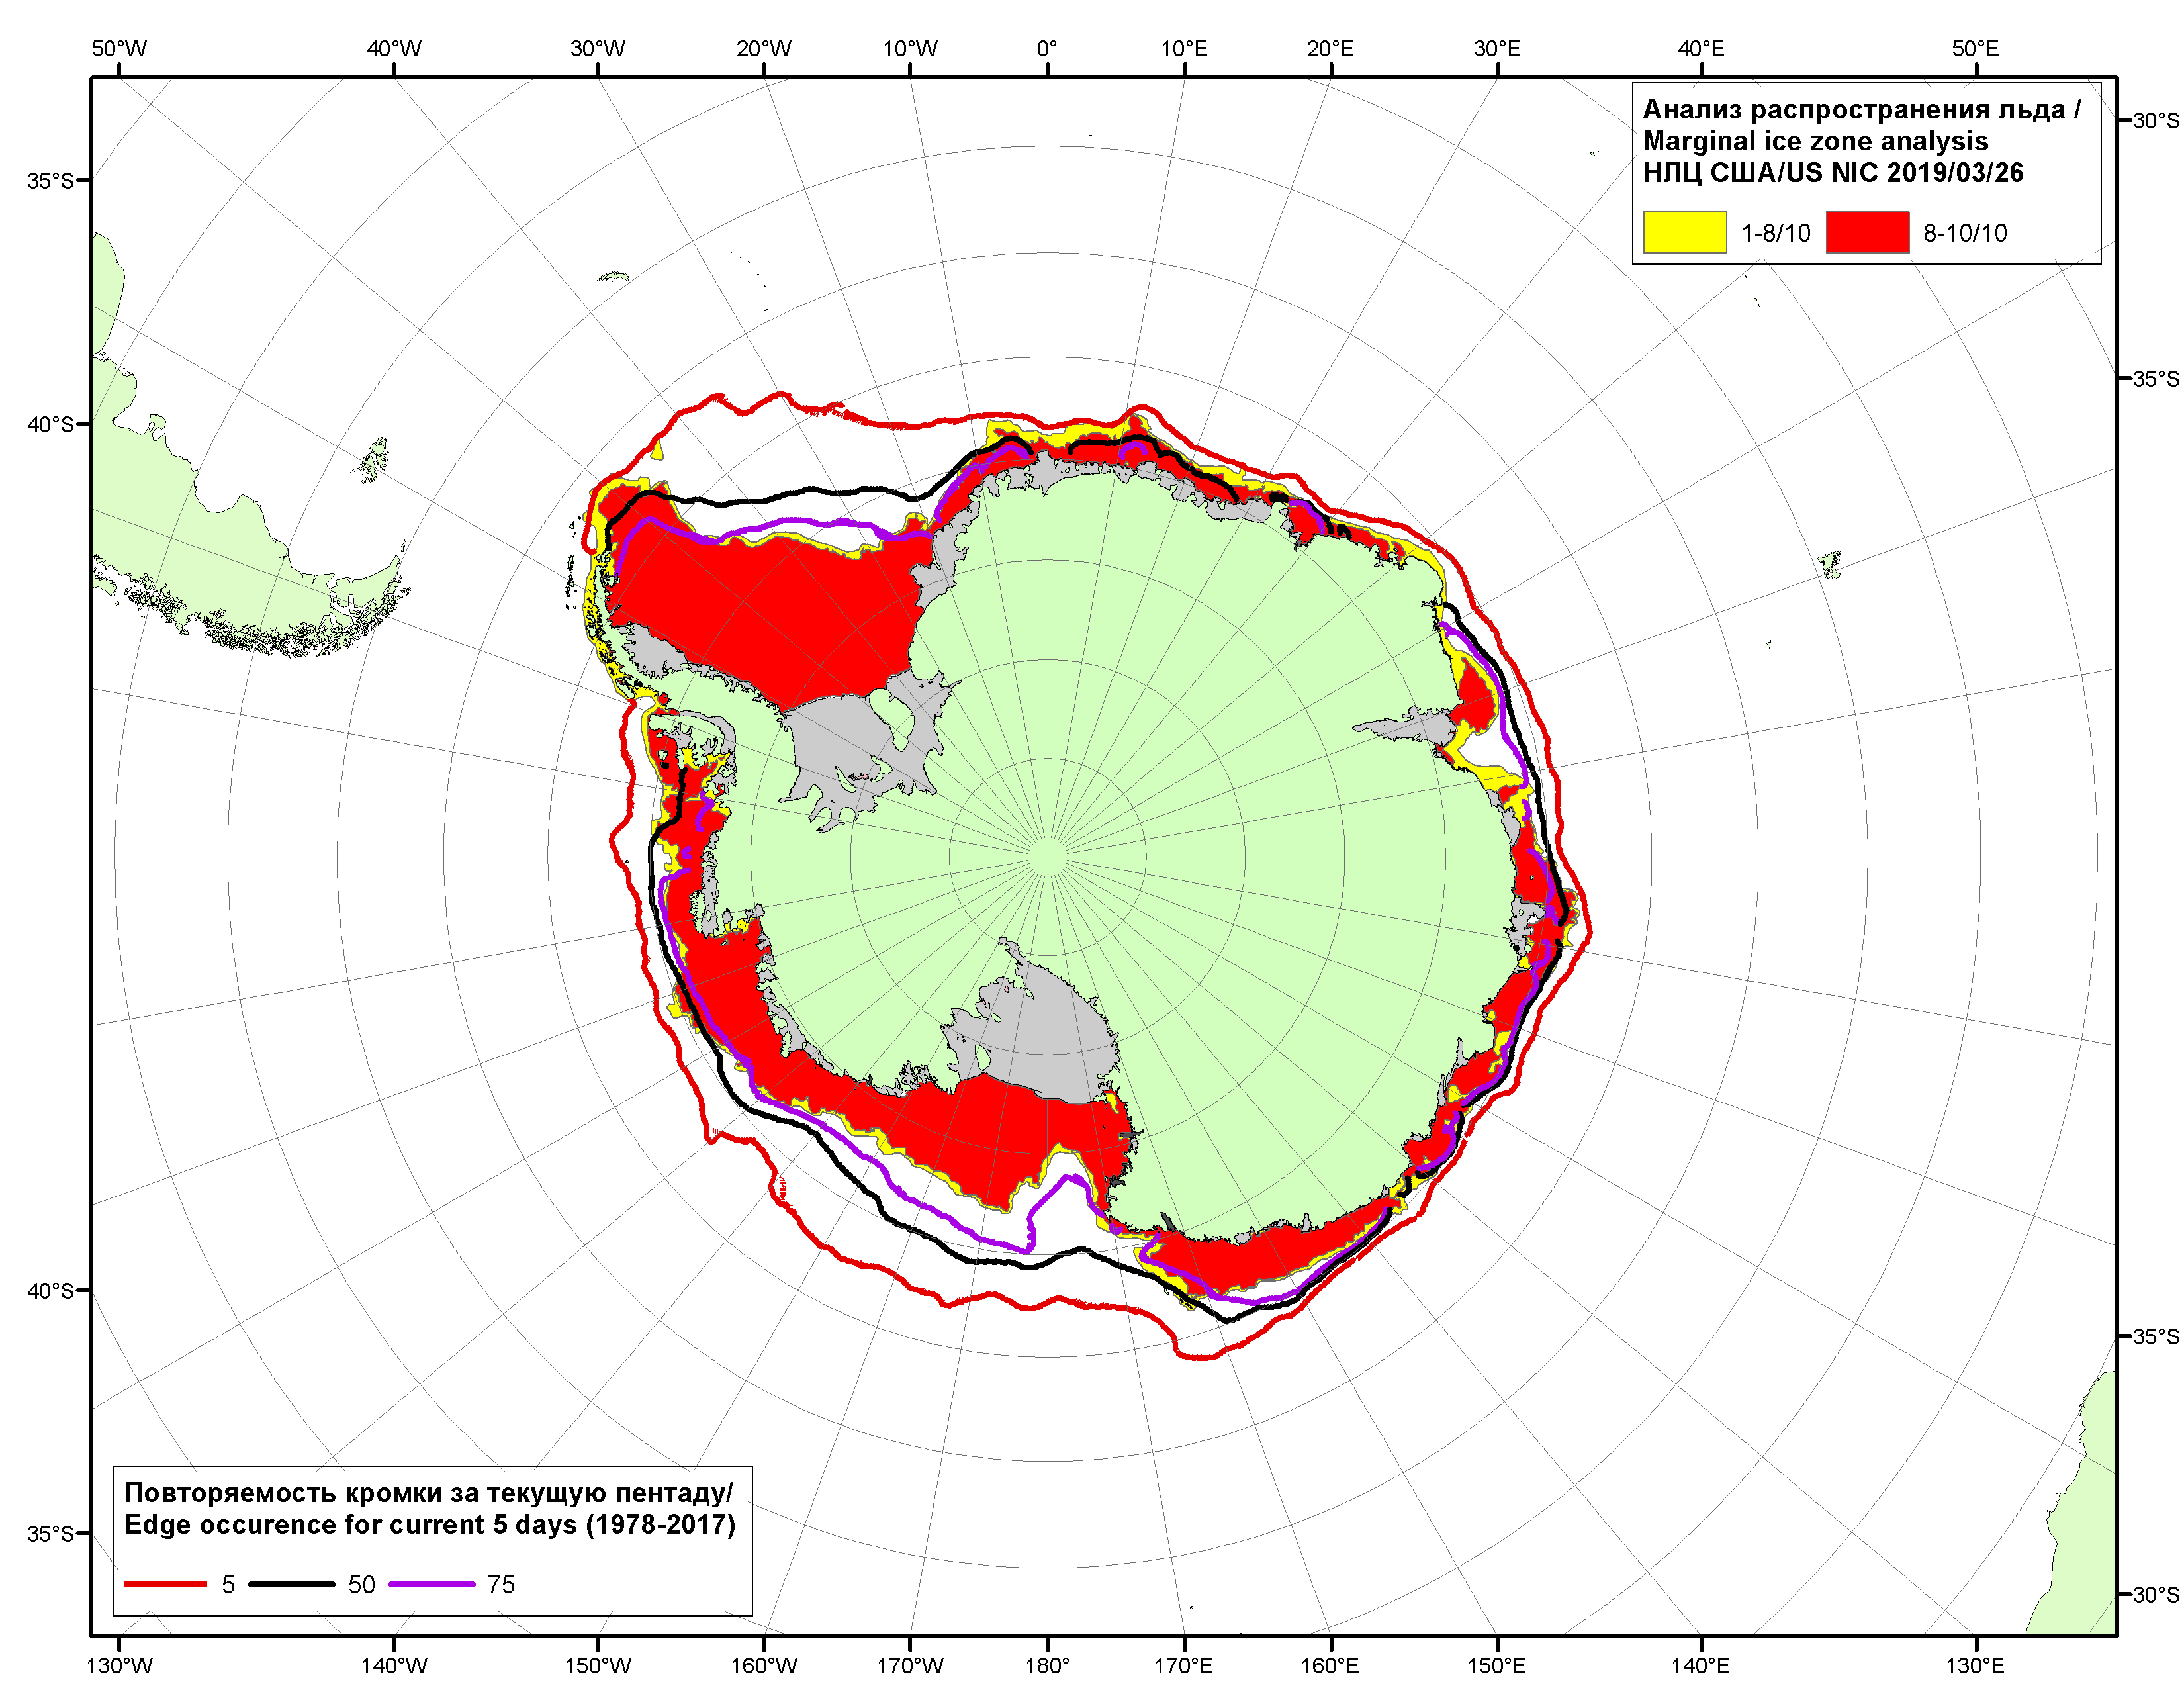 50°W 40°W 30°W 20°W 10°W 0° 10°E 20°E 30°E 40°E 50°E
Анализ распространения льда /
Marginal ice zone analysis
НЛЦ США/US NIC 2019/03/26
1-8/10 8-10/10
30°S
35°S
35°S
40°S
40°S
35°S
35°S
30°S
Повторяемость кромки за текущую пентаду/
Edge occurence for current 5 days (1978-2017)
5 50 75
130°W 140°W 150°W 160°W 170°W 180° 170°E 160°E 150°E 140°E 130°E